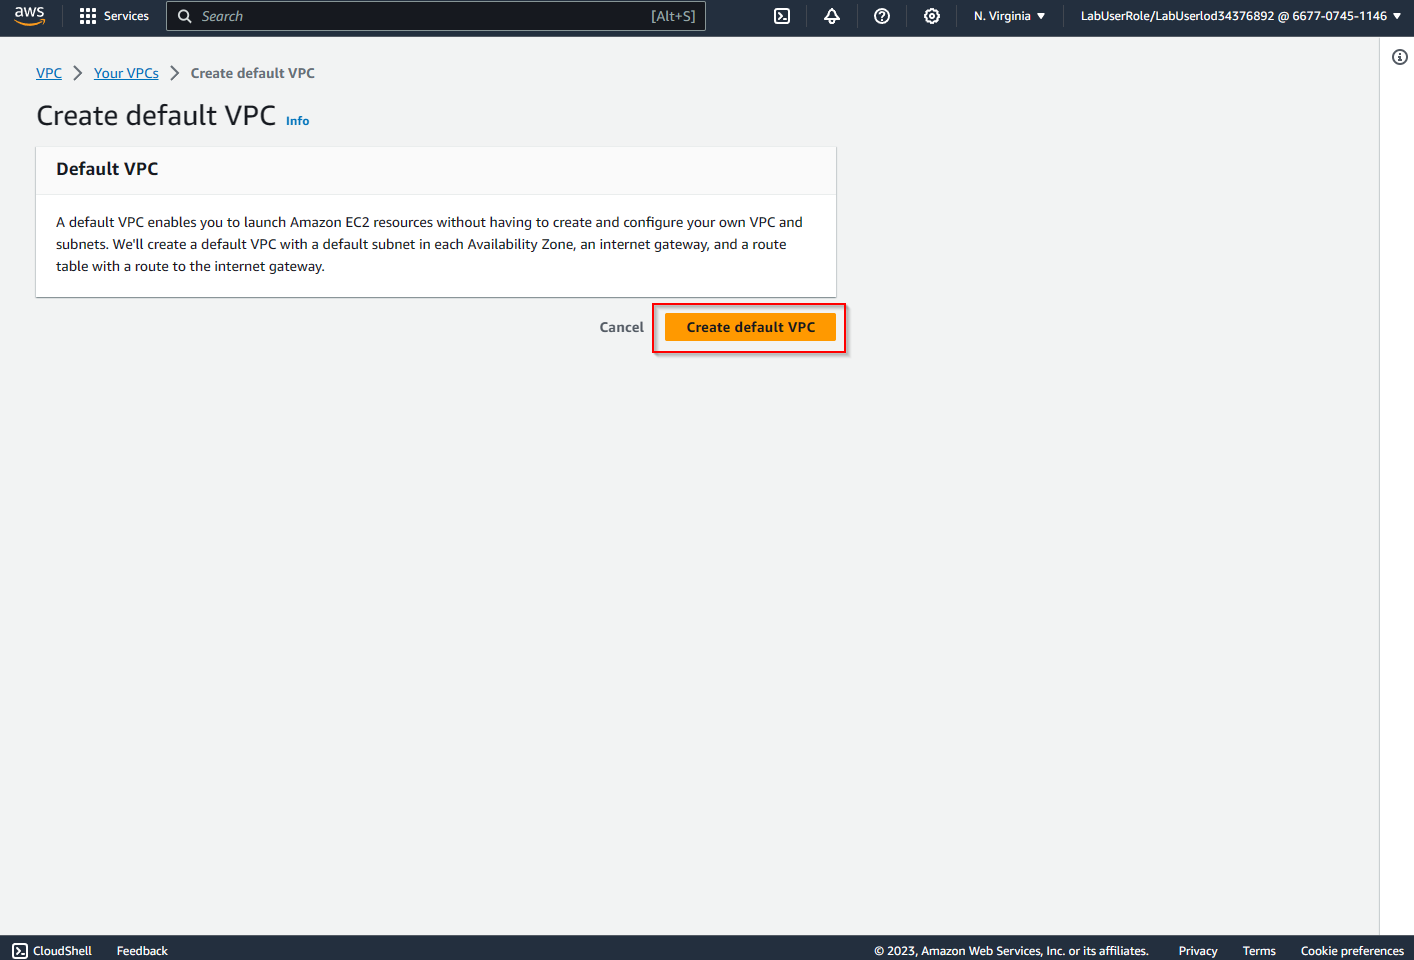 aws Services Search [Alt+S] N. Virginia LabUserRole/LabUserlod34376892 @ 6677-0745-1146
VPC Your VPCs Create default VPC
Create default VPC Info
Default VPC
A default VPC enables you to launch Amazon EC2 resources without having to create and configure your own VPC and
subnets. We'll create a default VPC with a default subnet in each Availability Zone, an internet gateway, and a route
table with a route to the internet gateway.
Cancel Create default VPC
CloudShell Feedback © 2023, Amazon Web Services, Inc. or its affiliates. Privacy Terms Cookie preferences